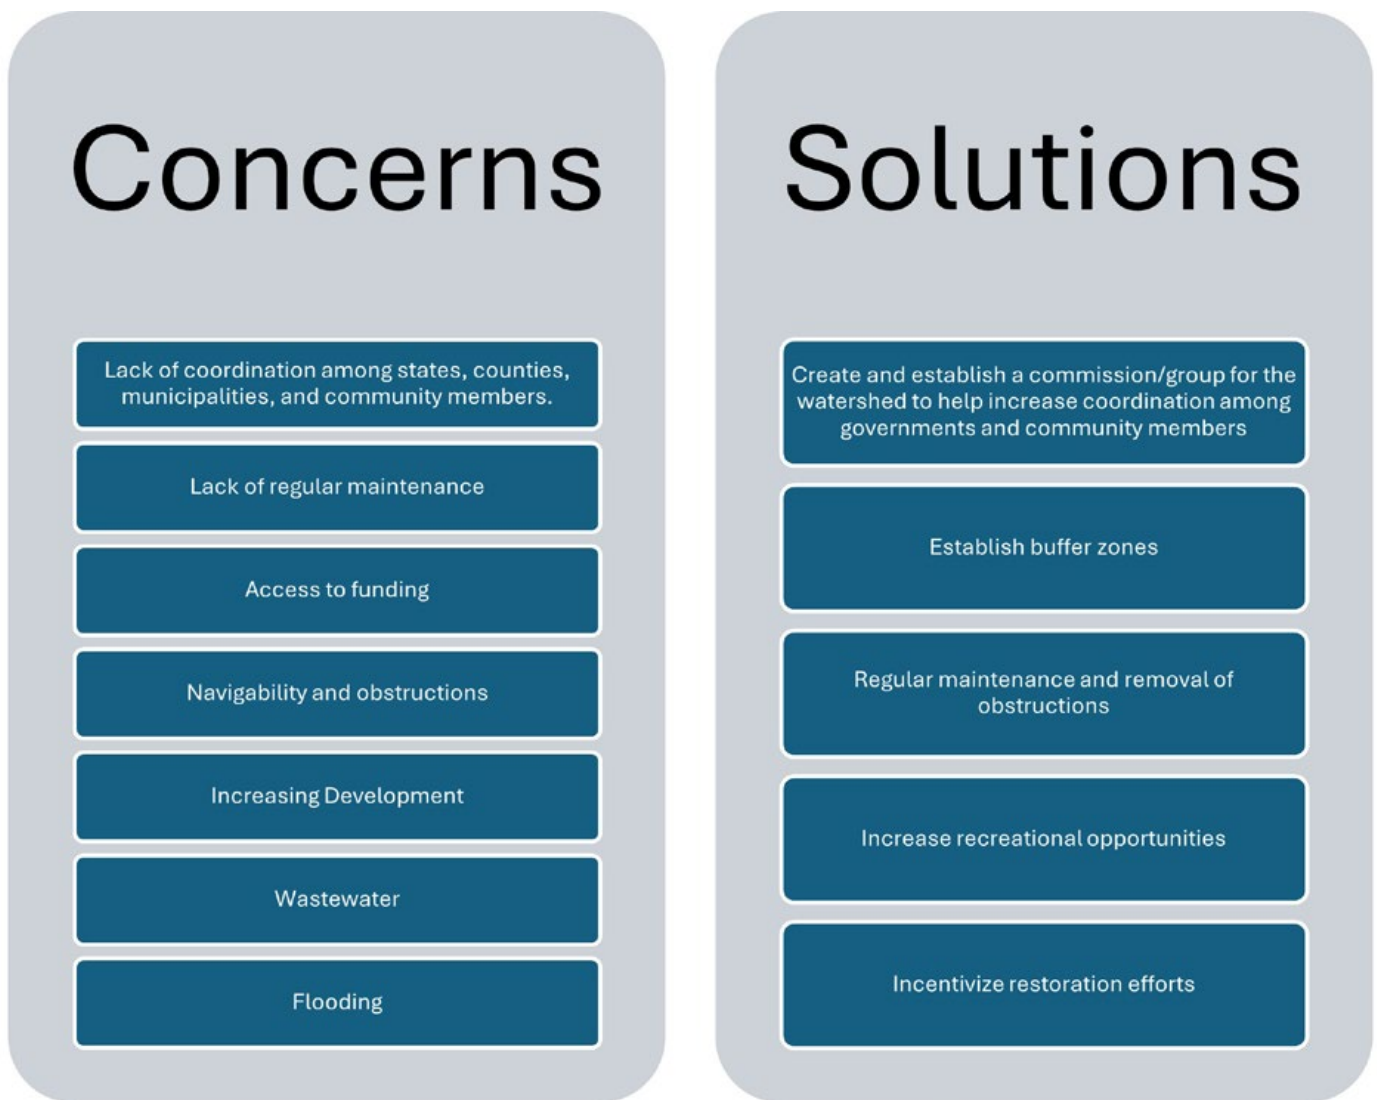 Concerns
Lack of coordination among states, counties,
municipalities, and community members.
Lack of regular maintenance
Access to funding
Navigability and obstructions
Increasing Development
Wastewater
Flooding
Solutions
Create and establish a commission/group for the
watershed to help increase coordination among
governments and community members
Establish buffer zones
Regular maintenance and removal of
obstructions
Increase recreational opportunities
Incentivize restoration efforts